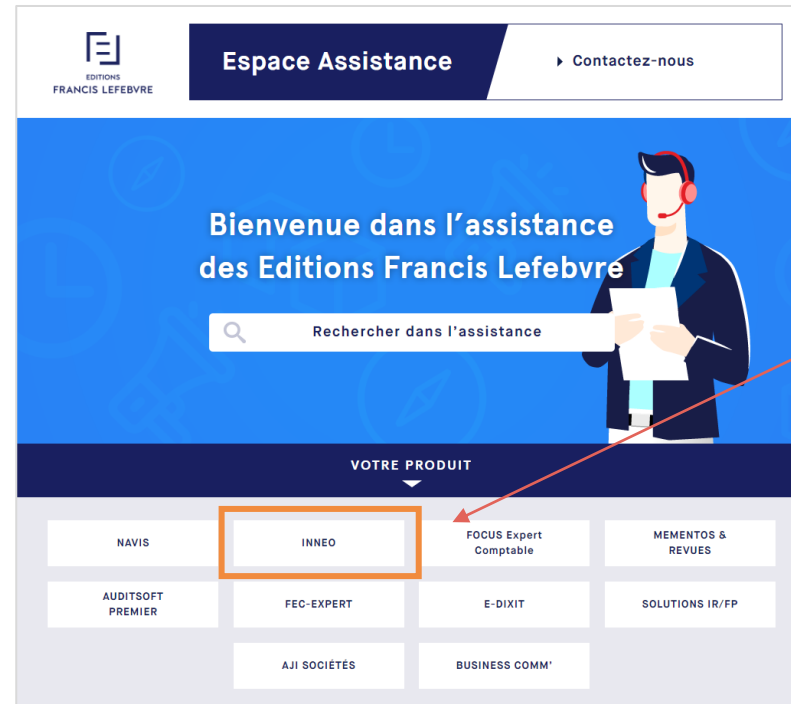 EDITIONS
FRANCIS LEFEBVRE
Espace Assistance
Contactez-nous
Bienvenue dans l'assistance
des Editions Francis Lefebvre
Rechercher dans l'assistance
VOTRE PRODUIT
NAVIS
INNEO
FOCUS Expert
Comptable
MEMENTOS &
REVUES
AUDITSOFT
PREMIER
FEC-EXPERT
E-DIXIT
SOLUTIONS IR/FP
AJI SOCIÉTÉS
BUSINESS COMM'